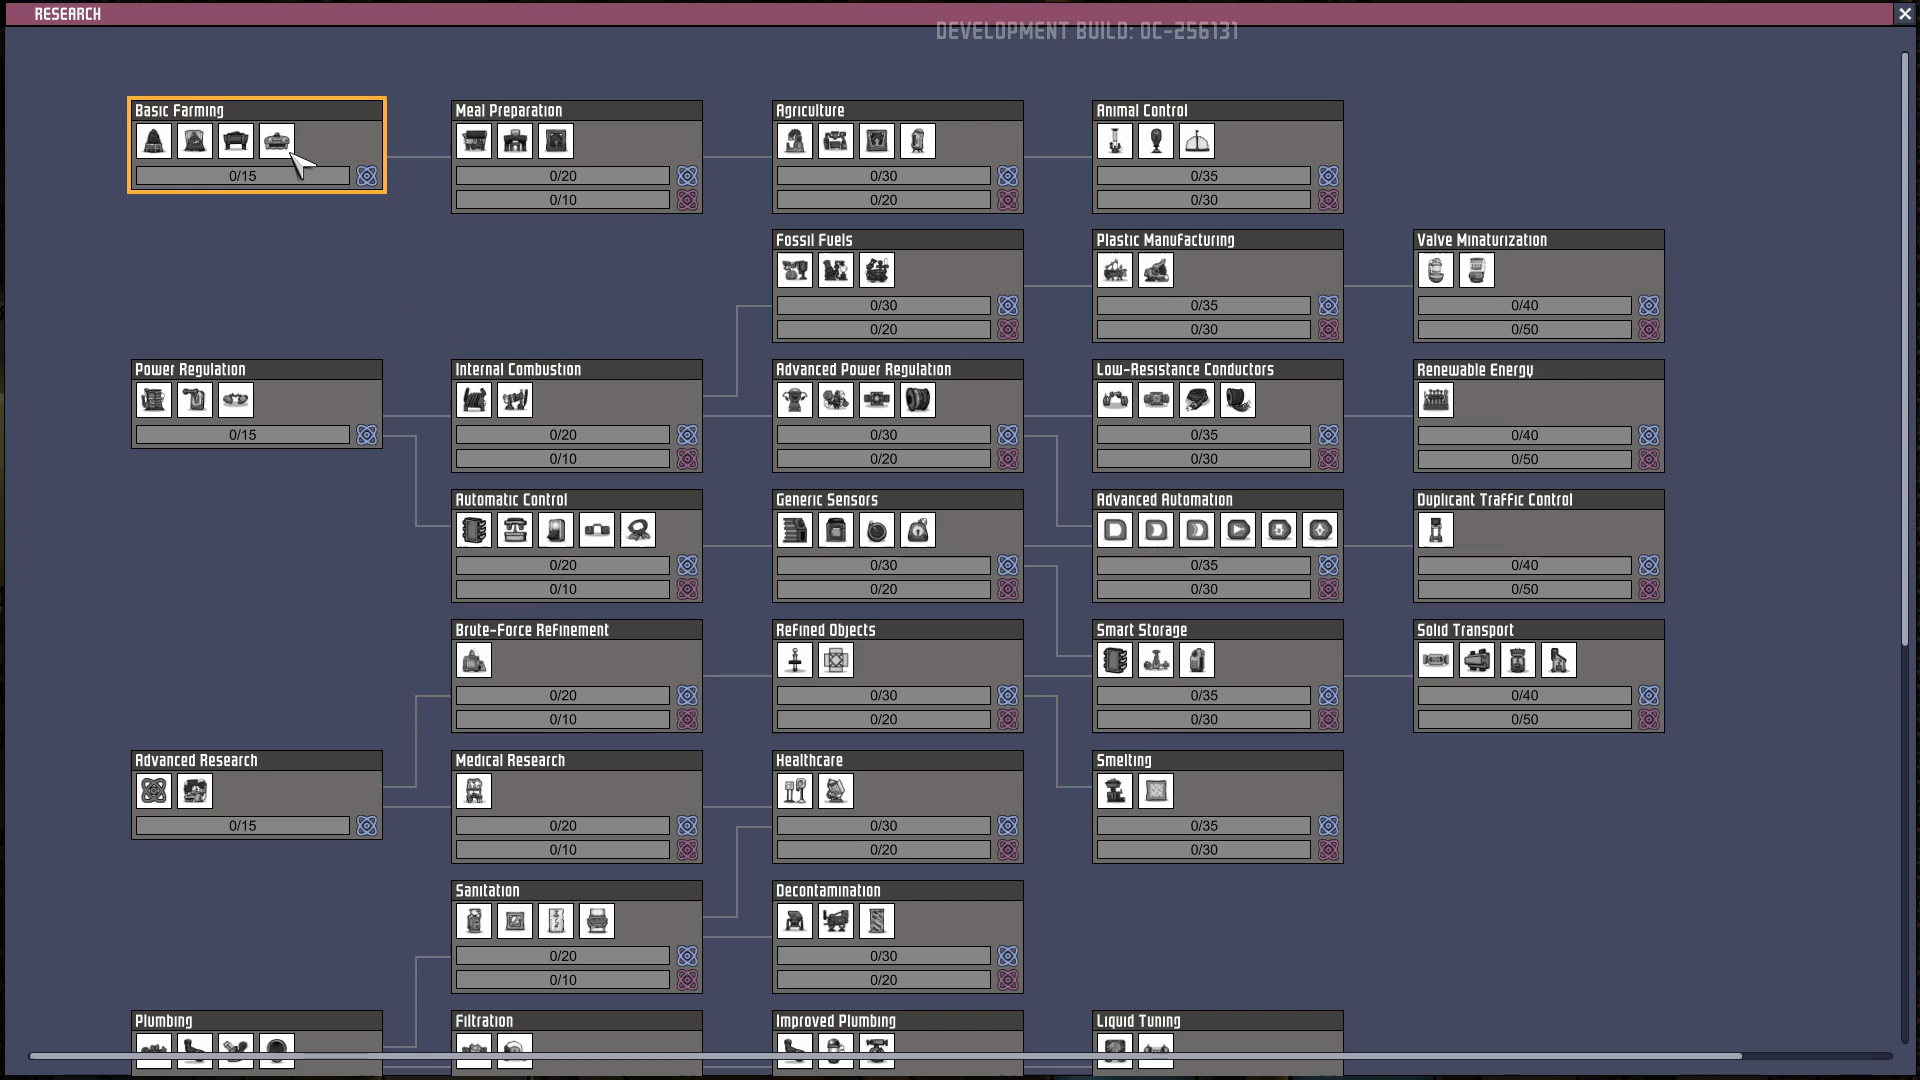 RESEARCH
DEVELOPMENT BUILD: OC-256131
Basic Farming
0/15
Meal Preparation
0/20
0/10
Agriculture
0/30
0/20
Animal Control
0/35
0/30
Fossil Fuels
0/30
0/20
Plastic Manufacturing
0/35
0/30
Valve Minaturization
0/40
0/50
Power Regulation
0/15
Internal Combustion
0/20
0/10
Advanced Power Regulation
0/30
0/20
Low-Resistance Conductors
0/35
0/30
Renewable Energy
0/40
0/50
Automatic Control
0/20
0/10
Generic Sensors
0/30
0/20
Advanced Automation
0/35
0/30
Duplicant Traffic Control
0/40
0/50
Brute-Force Refinement
0/20
0/10
Refined Objects
0/30
0/20
Smart Storage
0/35
0/30
Solid Transport
0/40
0/50
Advanced Research
0/15
Medical Research
0/20
0/10
Healthcare
0/30
0/20
Smelting
0/35
0/30
Sanitation
0/20
0/10
Decontamination
0/30
0/20
Plumbing
Filtration
Improved Plumbing
Liquid Tuning